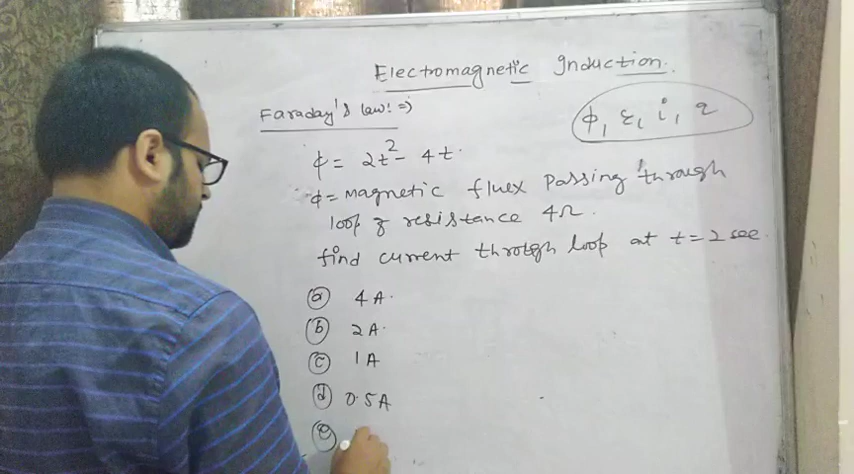 Electromagnetic Induction.
Faraday's law: ⇒
ϕ, ε, i, q
ϕ = 2t² - 4t.
ϕ = magnetic fluex passing through
loop of resistance 4Ω.
find current through loop at t = 2 sec.
(a) 4 A.
(b) 2 A.
(c) 1 A
(d) 0.5 A
(e)